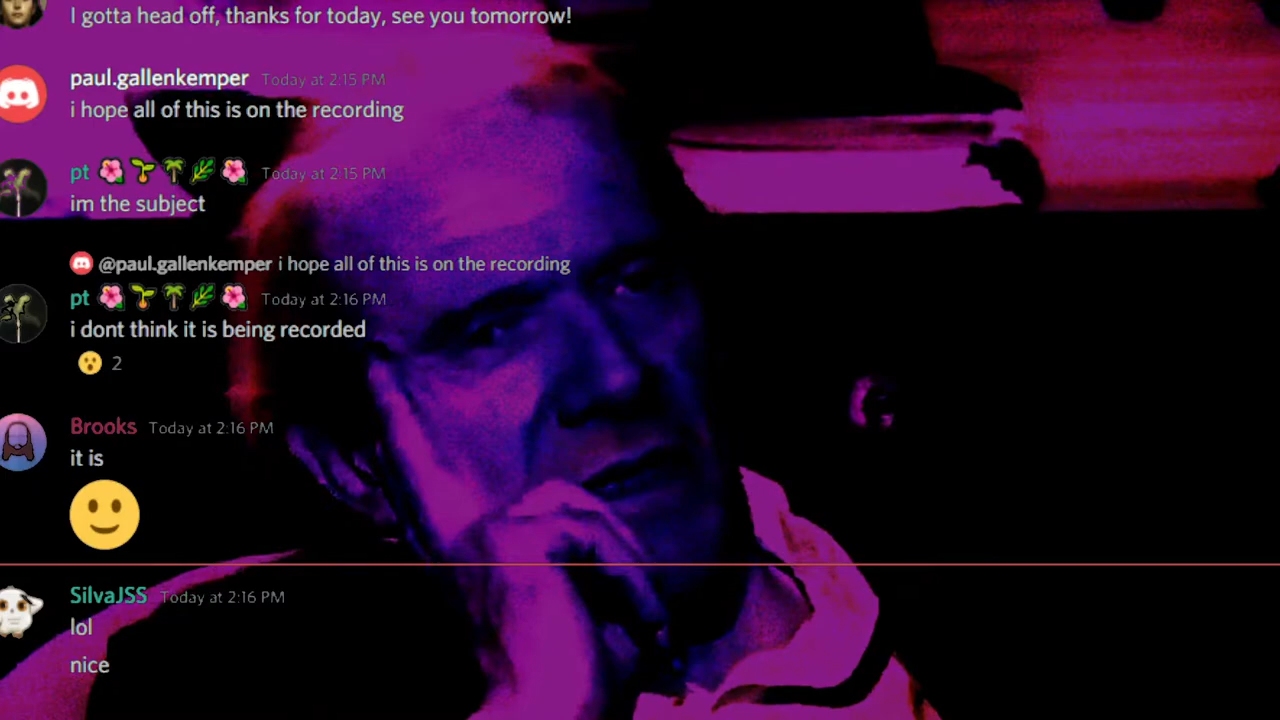 I gotta head off, thanks for today, see you tomorrow!
paul.gallenkemper Today at 2:15 PM
i hope all of this is on the recording
pt 🌺 🌱 🌴 🌿 🌺 Today at 2:15 PM
im the subject
@paul.gallenkemper i hope all of this is on the recording
pt 🌺 🌱 🌴 🌿 🌺 Today at 2:16 PM
i dont think it is being recorded
😮 2
Brooks Today at 2:16 PM
it is
🙂
SilvaJSS Today at 2:16 PM
lol
nice